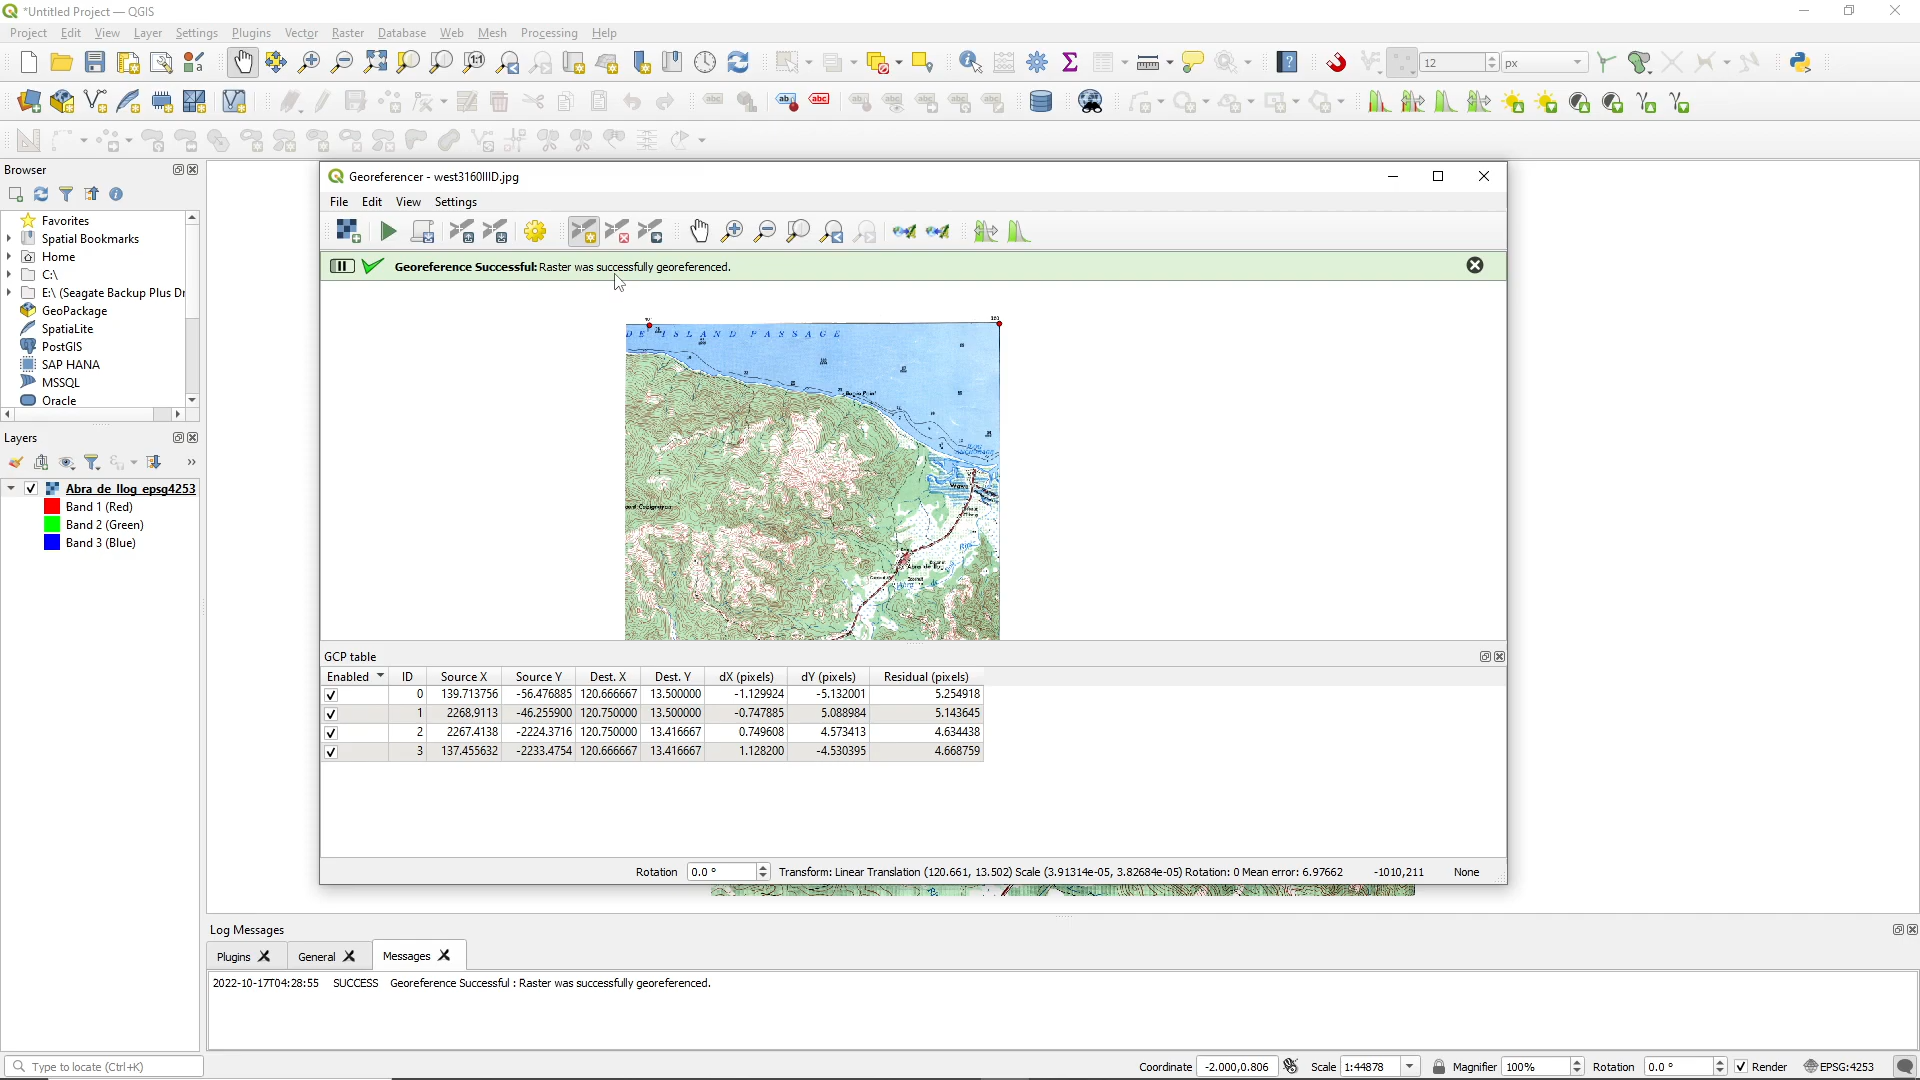 *Untitled Project — QGIS
Project Edit View Layer Settings Plugins Vector Raster Database Web Mesh Processing Help
12 px
Browser
Favorites
Spatial Bookmarks
Home
C:\
E:\ (Seagate Backup Plus Dr
GeoPackage
SpatiaLite
PostGIS
SAP HANA
MSSQL
Oracle
Layers
Abra de Ilog epsg4253
Band 1 (Red)
Band 2 (Green)
Band 3 (Blue)
Type to locate (Ctrl+K)
Georeferencer - west3160IIID.jpg
File Edit View Settings
Georeference Successful: Raster was successfully georeferenced.
DE ISLAND PASSAGE
Wawa
Abra de Ilog
GCP table
Enabled ID Source X Source Y Dest. X Dest. Y dX (pixels) dY (pixels) Residual (pixels)
0 139.713756 -56.476885 120.666667 13.500000 -1.129924 -5.132001 5.254918
1 2268.9113 -46.255900 120.750000 13.500000 -0.747885 5.088984 5.143645
2 2267.4138 -2224.3716 120.750000 13.416667 0.749608 4.573413 4.634438
3 137.455632 -2233.4754 120.666667 13.416667 1.128200 -4.530395 4.668759
Rotation 0.0 ° Transform: Linear Translation (120.661, 13.502) Scale (3.91314e-05, 3.82684e-05) Rotation: 0 Mean error: 6.97662 -1010,211 None
Log Messages
Plugins General Messages
2022-10-17T04:28:55 SUCCESS Georeference Successful : Raster was successfully georeferenced.
Coordinate -2.000,0.806 Scale 1:44878 Magnifier 100% Rotation 0.0 ° Render EPSG:4253